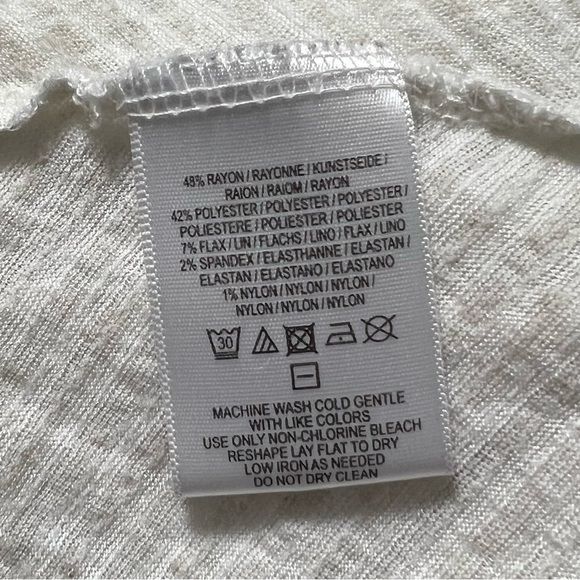 48% RAYON / RAYONNE / KUNSTSEIDE /
RAION / RAIOM / RAYON
42% POLYESTER / POLYESTER / POLYESTER /
POLIESTERE / POLIESTER / POLIESTER
7% FLAX / LIN / FLACHS / LINO / FLAX / LINO
2% SPANDEX / ELASTHANNE / ELASTAN /
ELASTAN / ELASTANO / ELASTANO
1% NYLON / NYLON / NYLON /
NYLON / NYLON / NYLON
30
MACHINE WASH COLD GENTLE
WITH LIKE COLORS
USE ONLY NON-CHLORINE BLEACH
RESHAPE LAY FLAT TO DRY
LOW IRON AS NEEDED
DO NOT DRY CLEAN